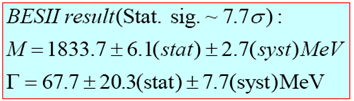 BESII result(Stat. sig. ~ 7.7σ):
M = 1833.7 ± 6.1(stat) ± 2.7(syst)MeV
Γ = 67.7 ± 20.3(stat) ± 7.7(syst)MeV